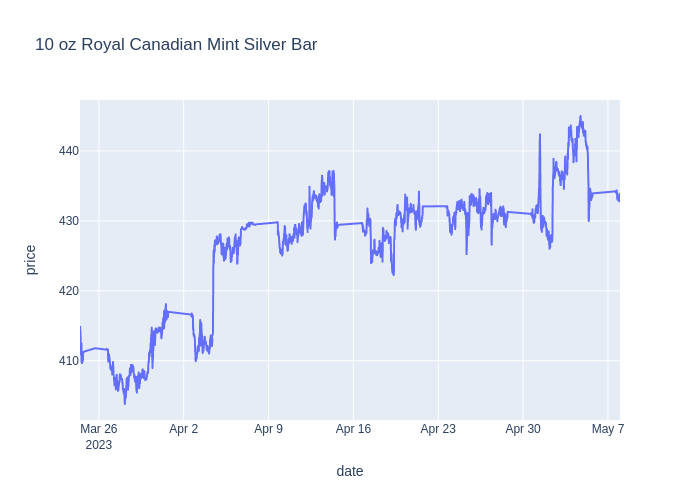 10 oz Royal Canadian Mint Silver Bar
price
440
430
420
410
Mar 26
2023
Apr 2
Apr 9
Apr 16
Apr 23
Apr 30
May 7
date